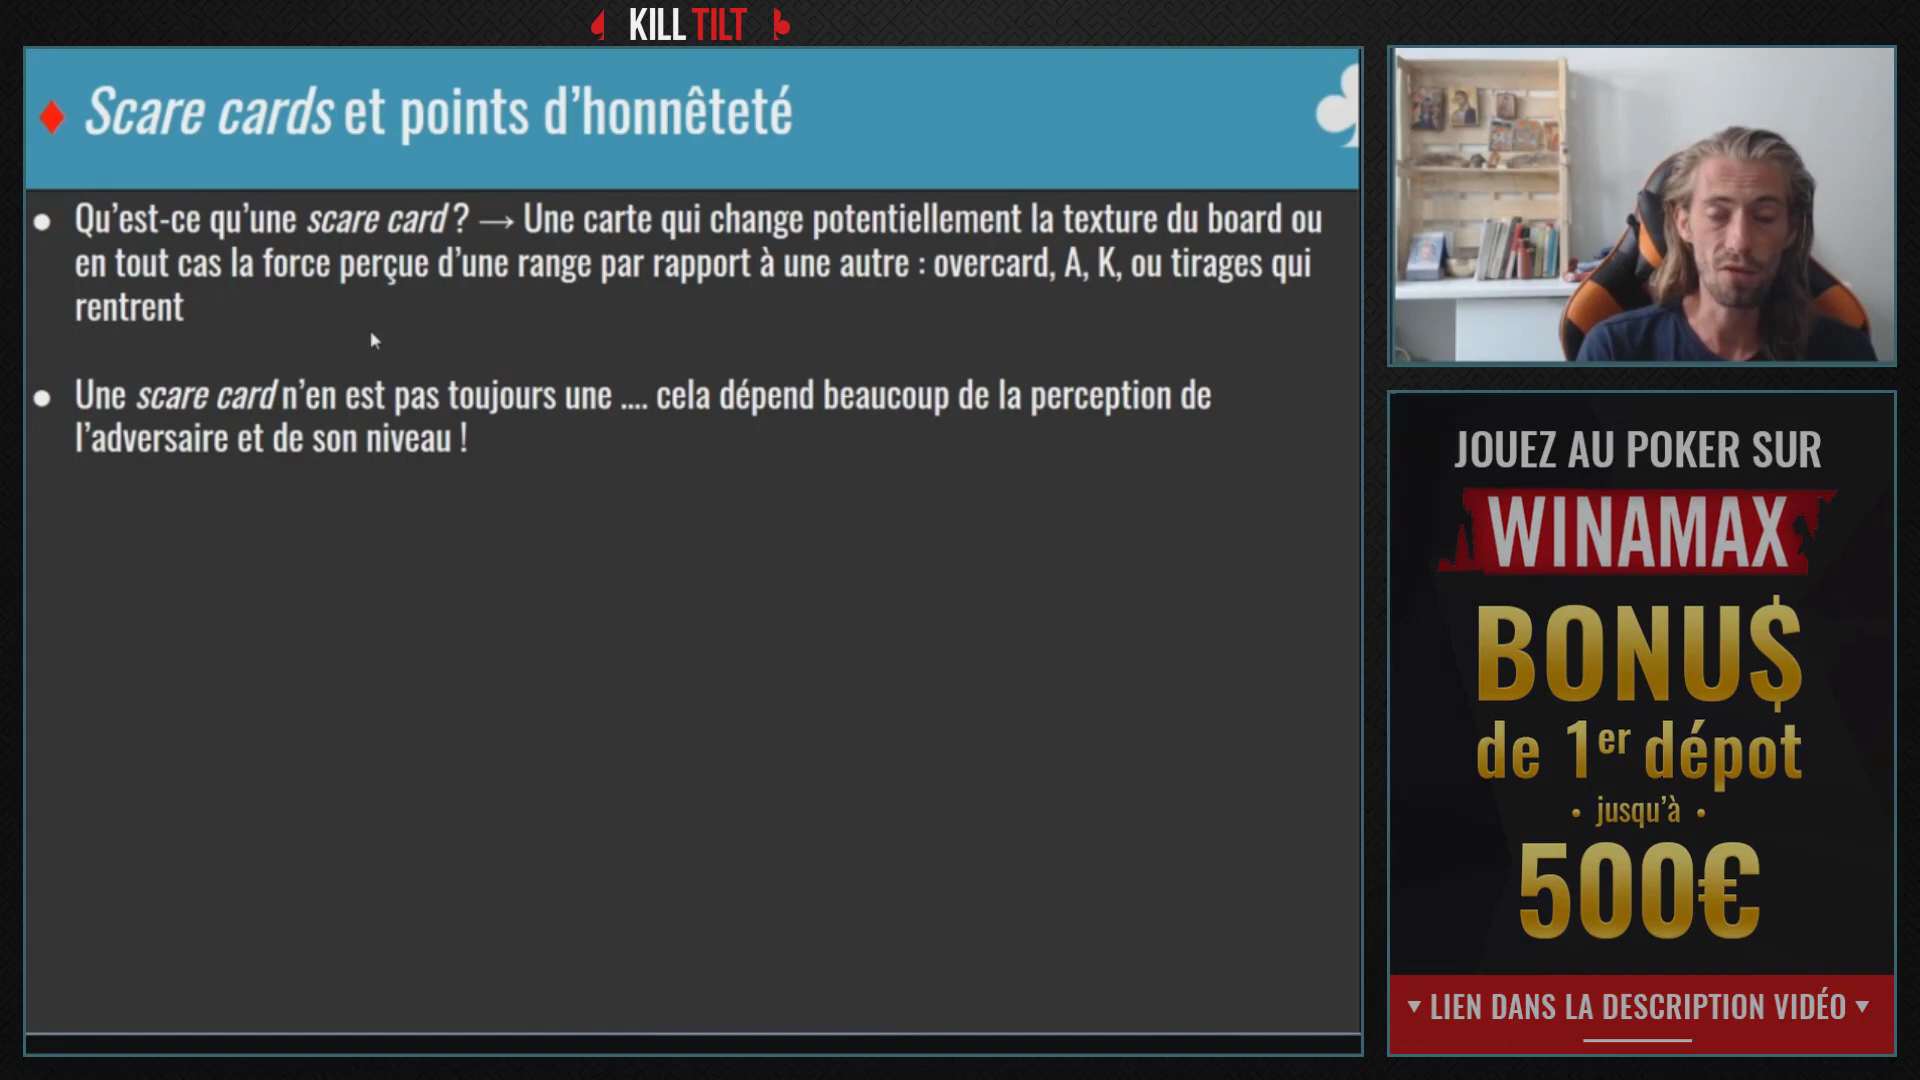 KILL TILT
Scare cards et points d’honnêteté
● Qu’est-ce qu’une scare card ? → Une carte qui change potentiellement la texture du board ou
en tout cas la force perçue d’une range par rapport à une autre : overcard, A, K, ou tirages qui
rentrent
● Une scare card n’en est pas toujours une .... cela dépend beaucoup de la perception de
l’adversaire et de son niveau !
JOUEZ AU POKER SUR
WINAMAX
BONU$
de 1er dépot
• jusqu’à •
500€
▼ LIEN DANS LA DESCRIPTION VIDÉO ▼